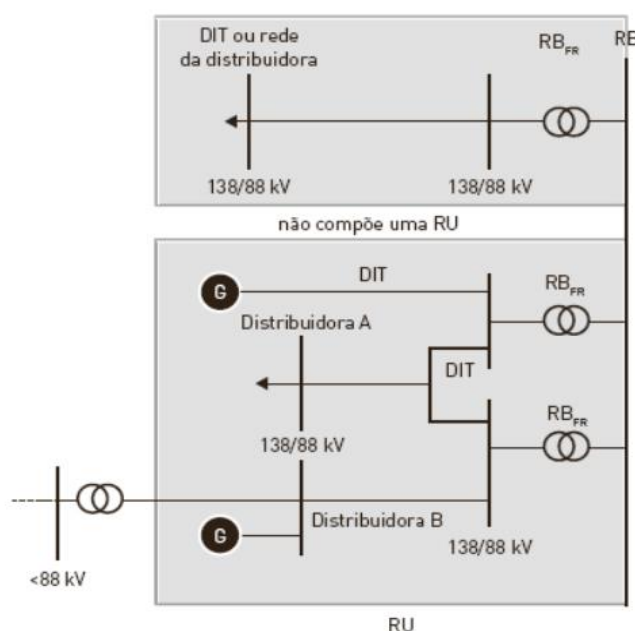 DIT ou rede
da distribuidora
RB_FR
RB
138/88 kV
138/88 kV
não compõe uma RU
G
DIT
RB_FR
Distribuidora A
DIT
RB_FR
138/88 kV
G
Distribuidora B
138/88 kV
<88 kV
RU